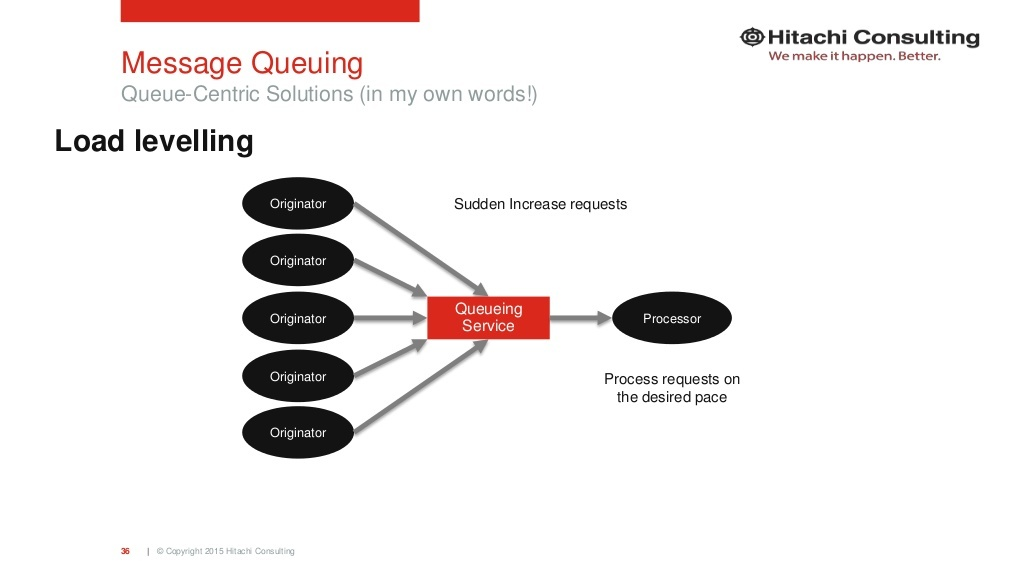 Hitachi Consulting
We make it happen. Better.
Message Queuing
Queue-Centric Solutions (in my own words!)
Load levelling
Originator
Sudden Increase requests
Originator
Originator
Queueing
Service
Processor
Originator
Process requests on
the desired pace
Originator
36 | © Copyright 2015 Hitachi Consulting